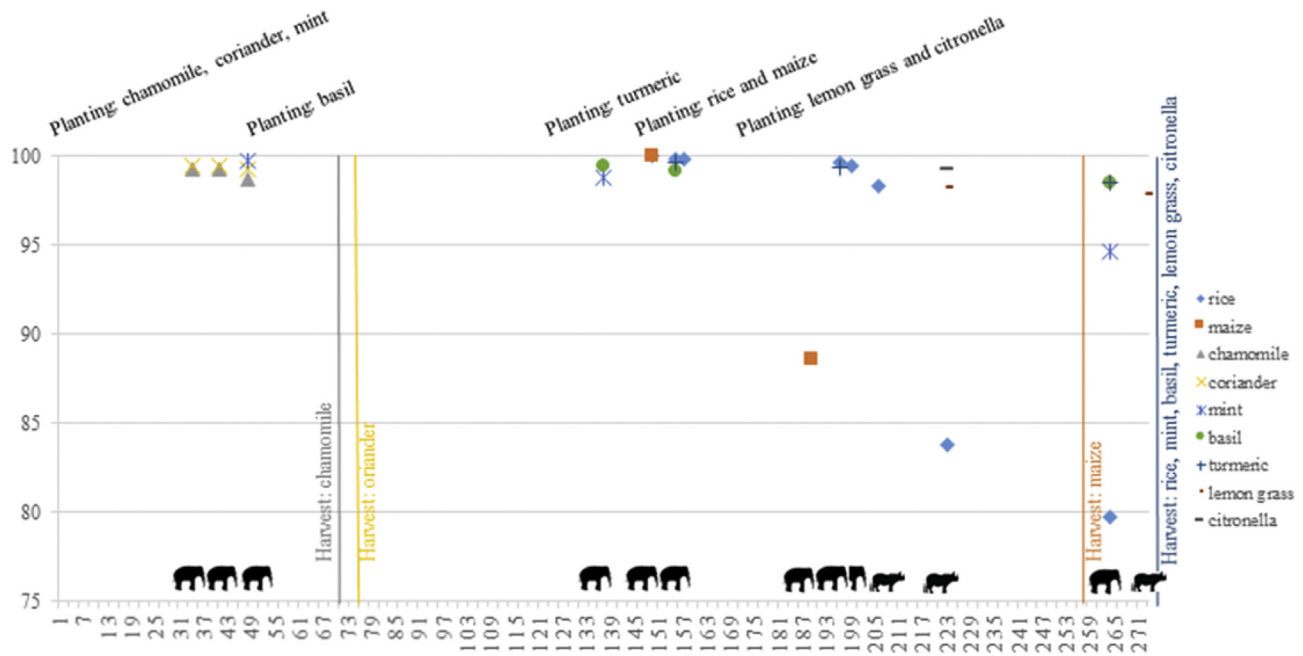 Planting: chamomile, coriander, mint
Planting: basil
Planting: turmeric
Planting: rice and maize
Planting: lemon grass and citronella
100
95
90
85
80
75
Harvest: chamomile
Harvest: oriander
Harvest: maize
Harvest: rice, mint, basil, turmeric, lemon grass, citronella
rice
maize
chamomile
coriander
mint
basil
turmeric
lemon grass
citronella
1 7 13 19 25 31 37 43 49 55 61 67 73 79 85 91 97 103 109 115 121 127 133 139 145 151 157 163 169 175 181 187 193 199 205 211 217 223 229 235 241 247 253 259 265 271